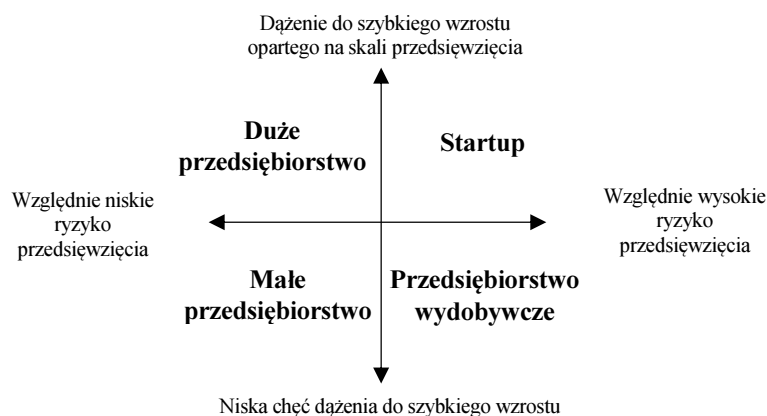 Dążenie do szybkiego wzrostu
opartego na skali przedsięwzięcia
Duże
przedsiębiorstwo
Startup
Względnie niskie
ryzyko
przedsięwzięcia
Względnie wysokie
ryzyko
przedsięwzięcia
Małe
przedsiębiorstwo
Przedsiębiorstwo
wydobywcze
Niska chęć dążenia do szybkiego wzrostu